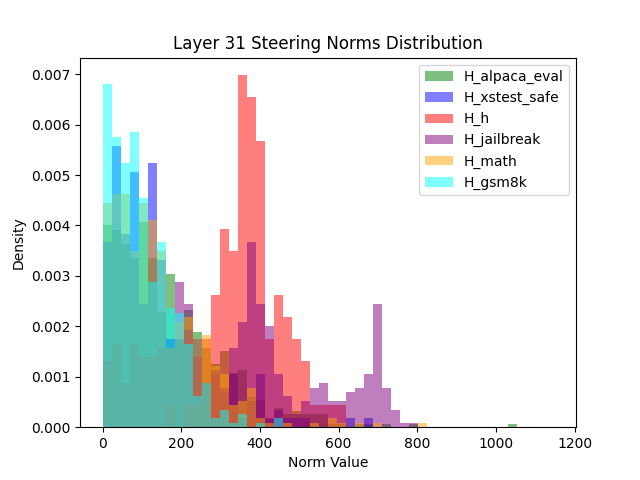 Layer 31 Steering Norms Distribution
0.007
0.006
0.005
0.004
0.003
0.002
0.001
0.000
Density
H_alpaca_eval
H_xstest_safe
H_h
H_jailbreak
H_math
H_gsm8k
0 200 400 600 800 1000 1200
Norm Value